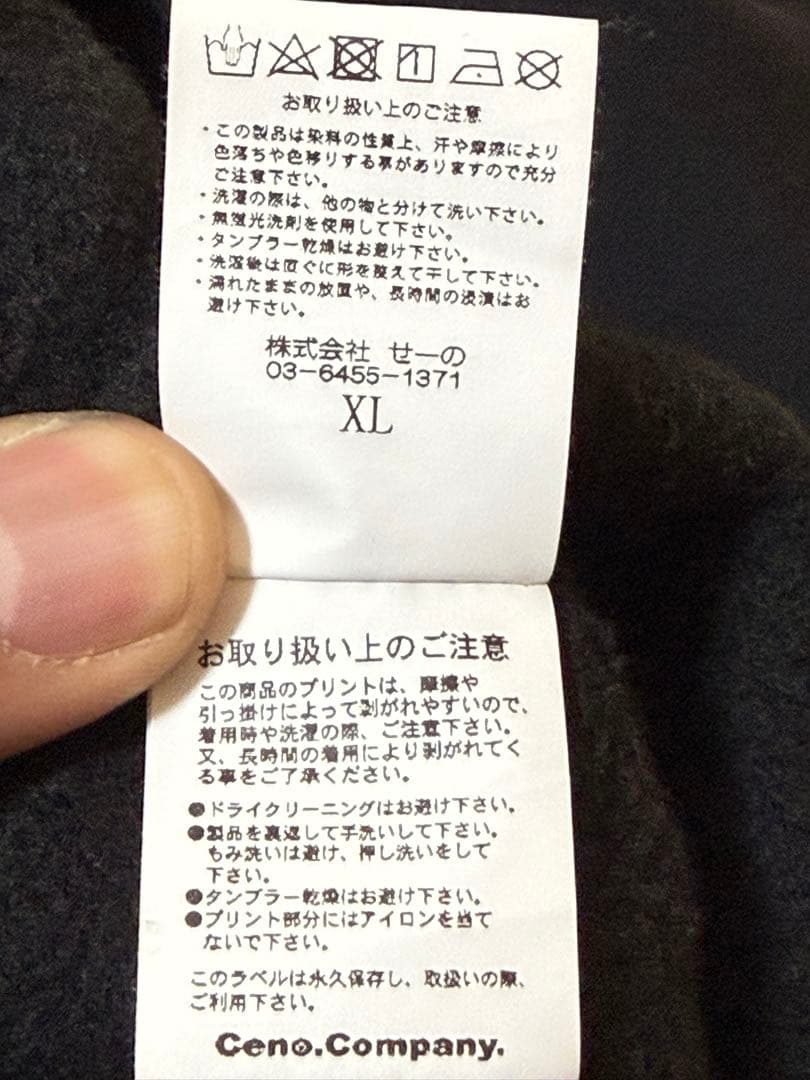 お取り扱い上のご注意
・この製品は染料の性質上、汗や摩擦により
色落ちや色移りする事がありますので充分
ご注意下さい。
・洗濯の際は、他の物と分けて洗い下さい。
・無蛍光洗剤を使用して下さい。
・タンブラー乾燥はお避け下さい。
・洗濯後は直ぐに形を整えて干して下さい。
・濡れたままの放置や、長時間の浸漬はお
避け下さい。
株式会社 せーの
03-6455-1371
XL
お取り扱い上のご注意
この商品のプリントは、摩擦や
引っ掛けによって剥がれやすいので、
着用時や洗濯の際、ご注意下さい。
又、長時間の着用により剥がれてく
る事をご了承ください。
●ドライクリーニングはお避け下さい。
●製品を裏返して手洗いして下さい。
もみ洗いは避け、押し洗いをして
下さい。
●タンブラー乾燥はお避け下さい。
●プリント部分にはアイロンを当て
ないで下さい。
このラベルは永久保存し、取扱いの際、
ご利用下さい。
Ceno.Company.